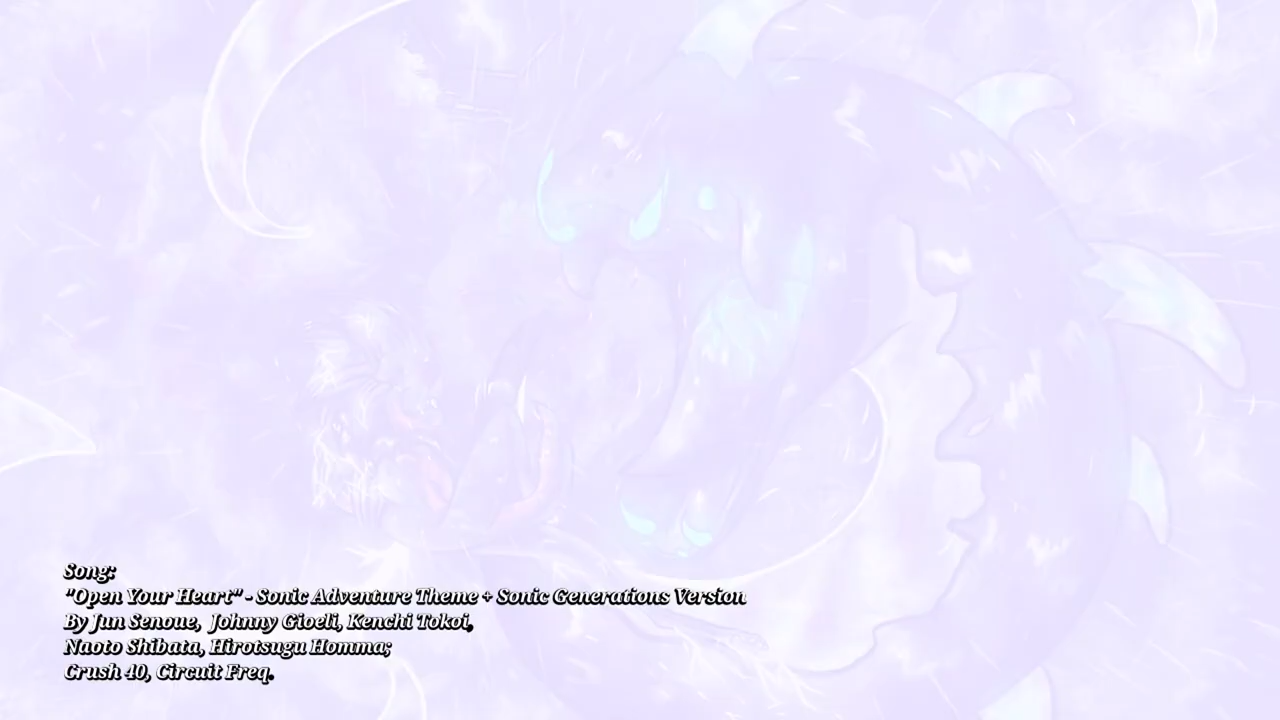 Song:
"Open Your Heart" - Sonic Adventure Theme + Sonic Generations Version
By Jun Senoue,  Johnny Gioeli, Kenchi Tokoi,
Naoto Shibata, Hirotsugu Homma;
Crush 40, Circuit Freq.